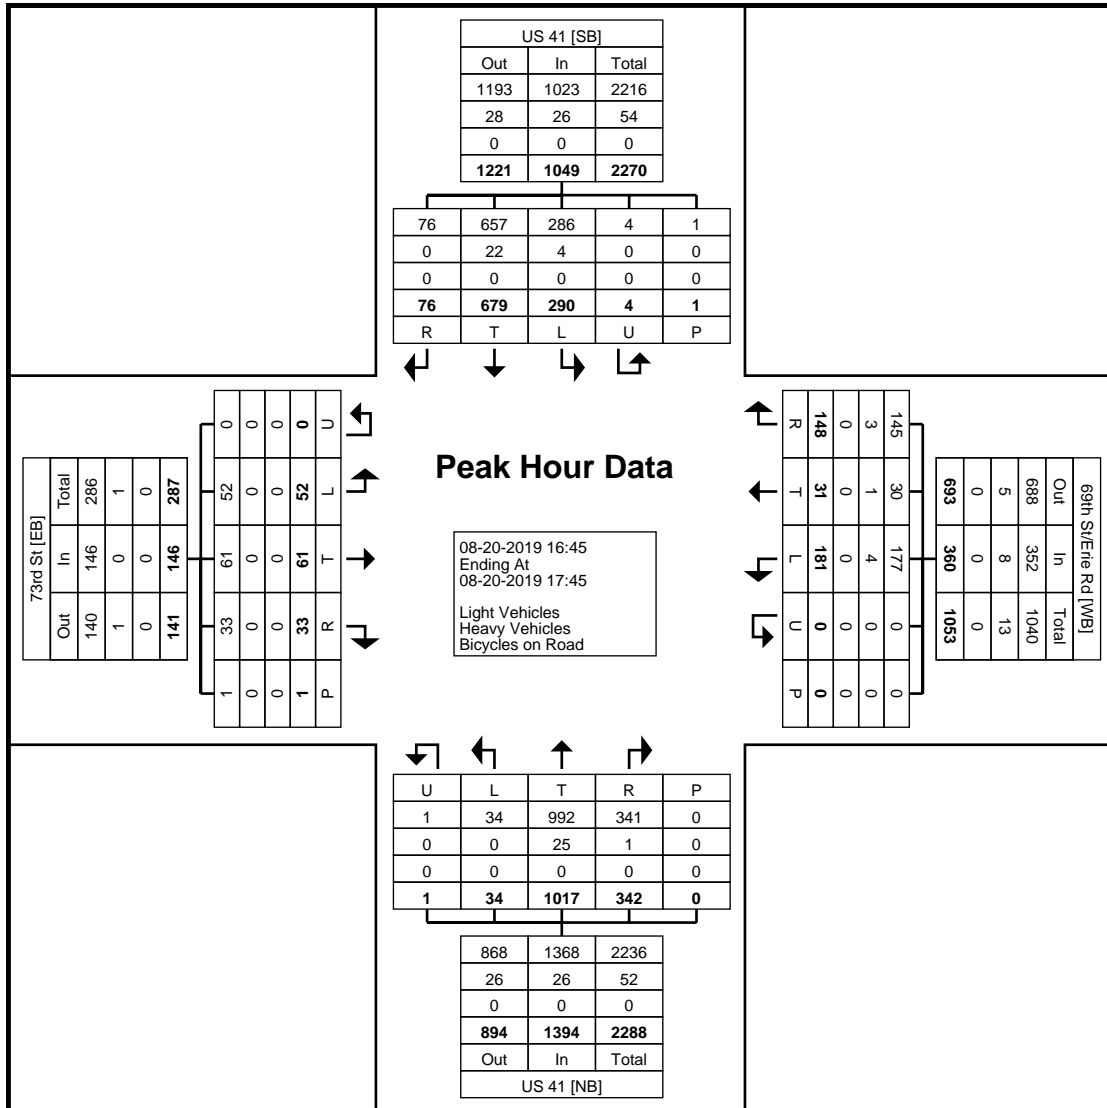 US 41 [SB]
Out In Total
1193 1023 2216
28 26 54
0 0 0
1221 1049 2270
76 657 286 4 1
0 22 4 0 0
0 0 0 0 0
76 679 290 4 1
R T L U P
73rd St [EB]
Total In Out
286 146 140
1 0 1
0 0 0
287 146 141
0 52 61 33 1
0 0 0 0 0
0 0 0 0 0
0 52 61 33 1
U L T R P
Peak Hour Data
08-20-2019 16:45
Ending At
08-20-2019 17:45
Light Vehicles
Heavy Vehicles
Bicycles on Road
69th St/Erie Rd [WB]
Out In Total
688 352 1040
5 8 13
0 0 0
693 360 1053
145 30 177 0 0
3 1 4 0 0
0 0 0 0 0
148 31 181 0 0
R T L U P
U L T R P
1 34 992 341 0
0 0 25 1 0
0 0 0 0 0
1 34 1017 342 0
868 1368 2236
26 26 52
0 0 0
894 1394 2288
Out In Total
US 41 [NB]